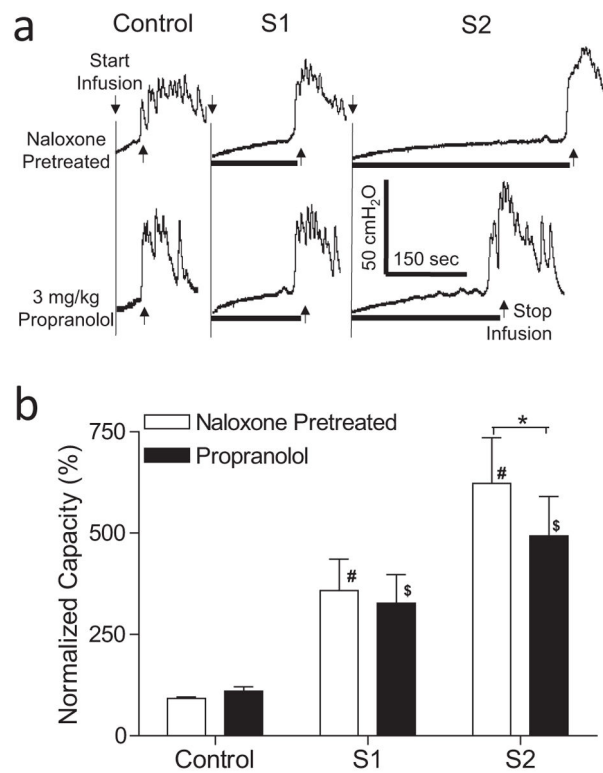 a
Control
S1
S2
Start
Infusion
Naloxone
Pretreated
50 cmH₂O
150 sec
3 mg/kg
Propranolol
Stop
Infusion
b
Naloxone Pretreated
Propranolol
Normalized Capacity (%)
750
500
250
0
#
$
#
$
*
Control
S1
S2